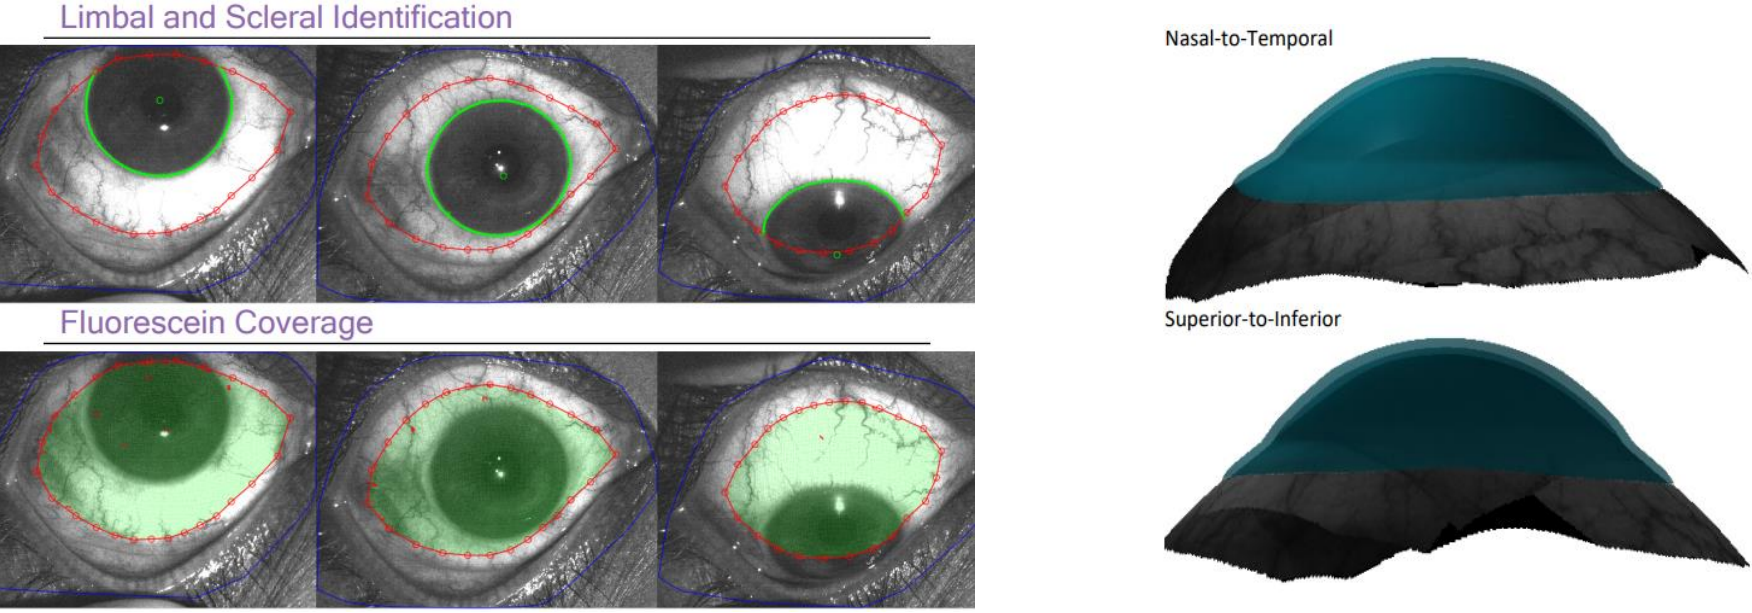 Limbal and Scleral Identification
Fluorescein Coverage
Nasal-to-Temporal
Superior-to-Inferior